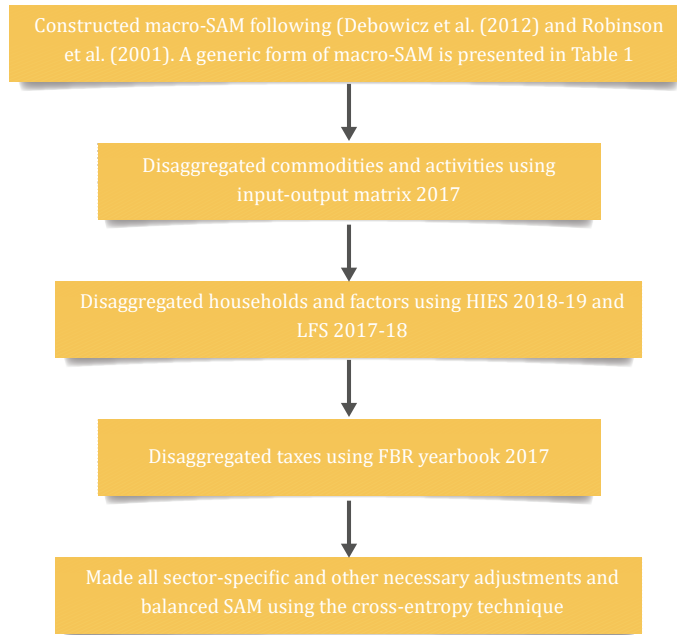 Constructed macro-SAM following (Debowicz et al. (2012) and Robinson
et al. (2001). A generic form of macro-SAM is presented in Table 1
Disaggregated commodities and activities using
input-output matrix 2017
Disaggregated households and factors using HIES 2018-19 and
LFS 2017-18
Disaggregated taxes using FBR yearbook 2017
Made all sector-specific and other necessary adjustments and
balanced SAM using the cross-entropy technique